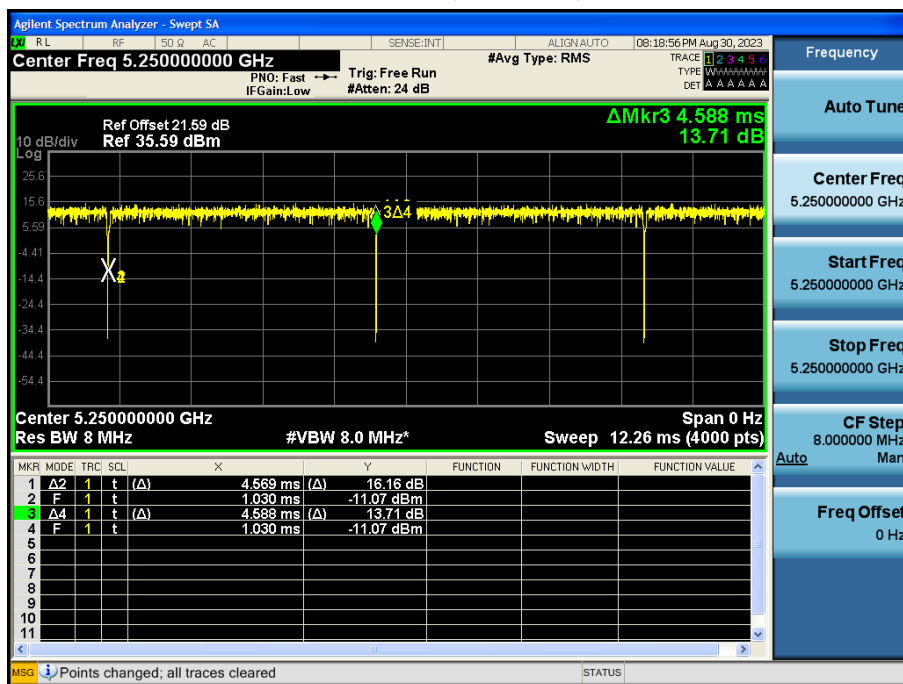 Agilent Spectrum Analyzer - Swept SA
LXI RL RF 50 Ω AC SENSE:INT ALIGN AUTO 08:18:56 PM Aug 30, 2023
Center Freq 5.250000000 GHz #Avg Type: RMS TRACE 1 2 3 4 5 6
PNO: Fast Trig: Free Run TYPE
IFGain:Low #Atten: 24 dB DET A A A A A A
Frequency
Auto Tune
Center Freq
5.250000000 GHz
Start Freq
5.250000000 GHz
Stop Freq
5.250000000 GHz
CF Step
8.000000 MHz
Auto Man
Freq Offset
0 Hz
ΔMkr3 4.588 ms
13.71 dB
Ref Offset 21.59 dB
10 dB/div Ref 35.59 dBm
Log
25.6
15.6
5.59
-4.41
-14.4
-24.4
-34.4
-44.4
-54.4
3Δ4
Center 5.250000000 GHz Span 0 Hz
Res BW 8 MHz #VBW 8.0 MHz* Sweep 12.26 ms (4000 pts)
MKR MODE TRC SCL X Y FUNCTION FUNCTION WIDTH FUNCTION VALUE
1 Δ2 1 t (Δ) 4.569 ms (Δ) 16.16 dB
2 F 1 t 1.030 ms -11.07 dBm
3 Δ4 1 t (Δ) 4.588 ms (Δ) 13.71 dB
4 F 1 t 1.030 ms -11.07 dBm
5
6
7
8
9
10
11
MSG Points changed; all traces cleared STATUS